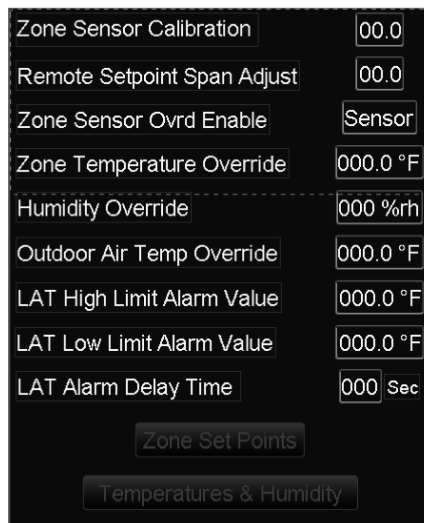 Zone Sensor Calibration 00.0
Remote Setpoint Span Adjust 00.0
Zone Sensor Ovrd Enable Sensor
Zone Temperature Override 000.0 °F
Humidity Override 000 %rh
Outdoor Air Temp Override 000.0 °F
LAT High Limit Alarm Value 000.0 °F
LAT Low Limit Alarm Value 000.0 °F
LAT Alarm Delay Time 000 Sec
Zone Set Points
Temperatures & Humidity